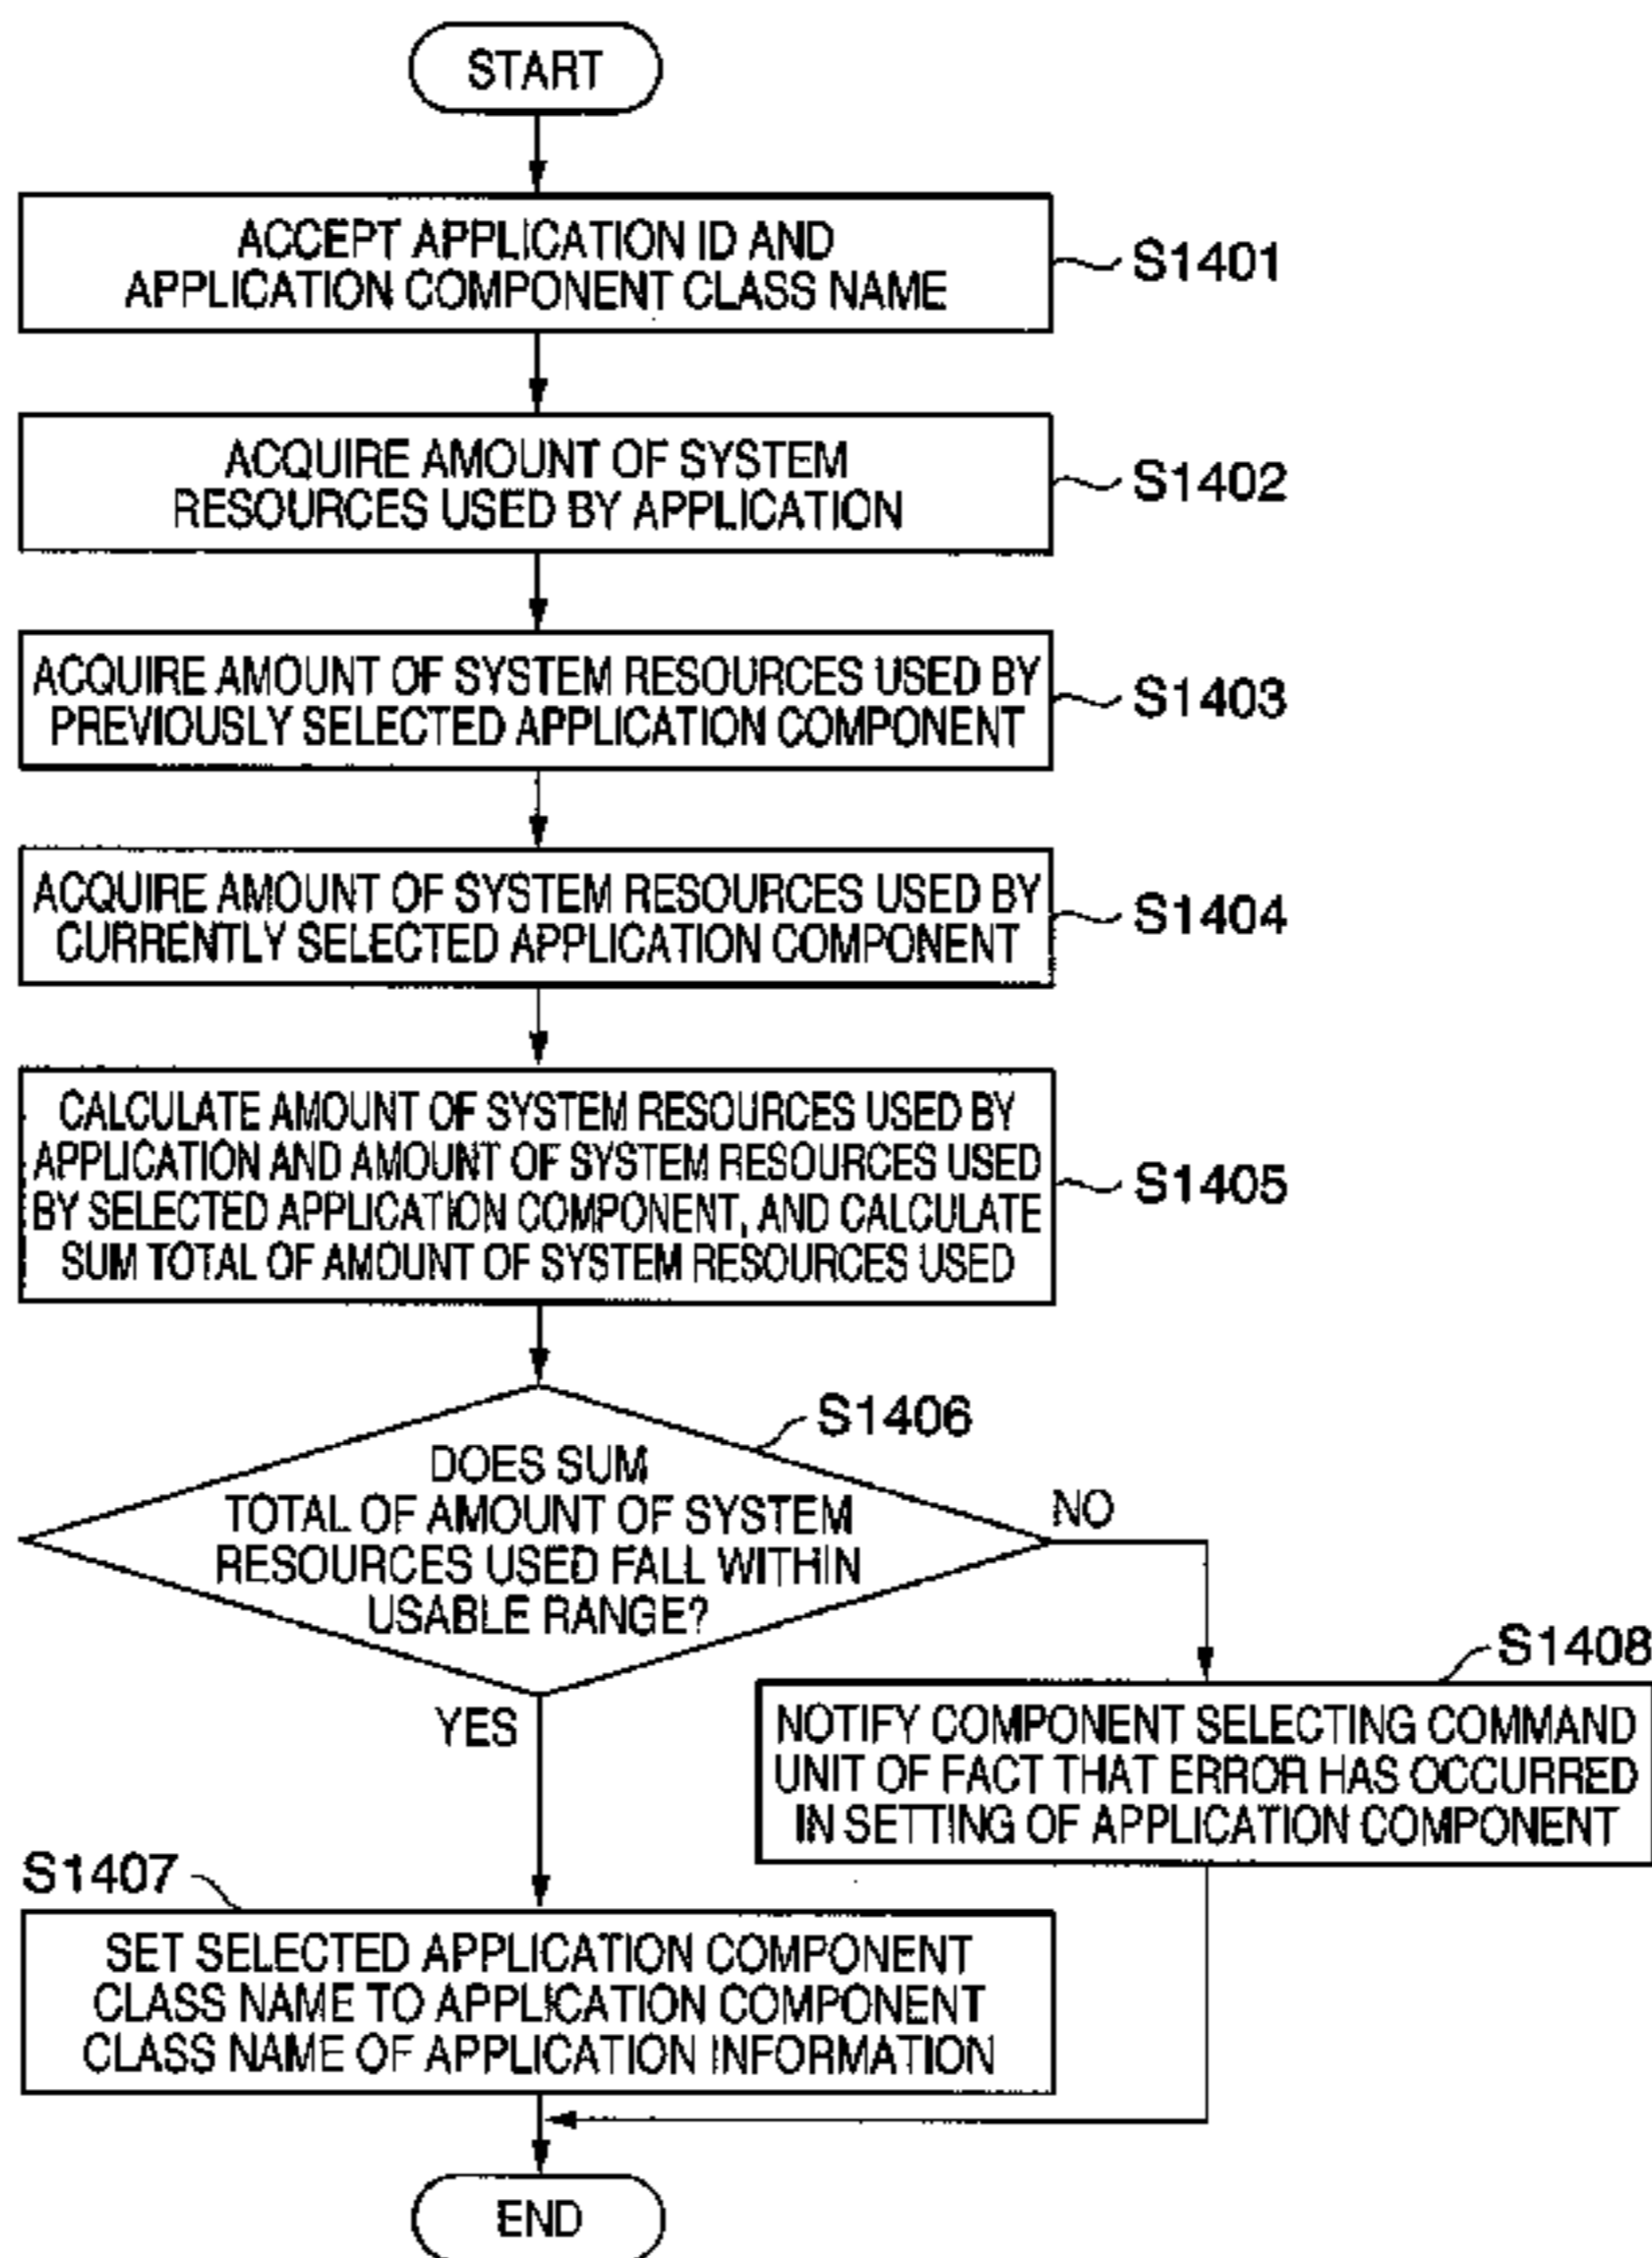 START
ACCEPT APPLICATION ID AND
APPLICATION COMPONENT CLASS NAME
S1401
ACQUIRE AMOUNT OF SYSTEM
RESOURCES USED BY APPLICATION
S1402
ACQUIRE AMOUNT OF SYSTEM RESOURCES USED BY
PREVIOUSLY SELECTED APPLICATION COMPONENT
S1403
ACQUIRE AMOUNT OF SYSTEM RESOURCES USED BY
CURRENTLY SELECTED APPLICATION COMPONENT
S1404
CALCULATE AMOUNT OF SYSTEM RESOURCES USED BY
APPLICATION AND AMOUNT OF SYSTEM RESOURCES USED
BY SELECTED APPLICATION COMPONENT, AND CALCULATE
SUM TOTAL OF AMOUNT OF SYSTEM RESOURCES USED
S1405
S1406
DOES SUM
TOTAL OF AMOUNT OF SYSTEM
RESOURCES USED FALL WITHIN
USABLE RANGE?
NO
YES
S1408
NOTIFY COMPONENT SELECTING COMMAND
UNIT OF FACT THAT ERROR HAS OCCURRED
IN SETTING OF APPLICATION COMPONENT
S1407
SET SELECTED APPLICATION COMPONENT
CLASS NAME TO APPLICATION COMPONENT
CLASS NAME OF APPLICATION INFORMATION
END